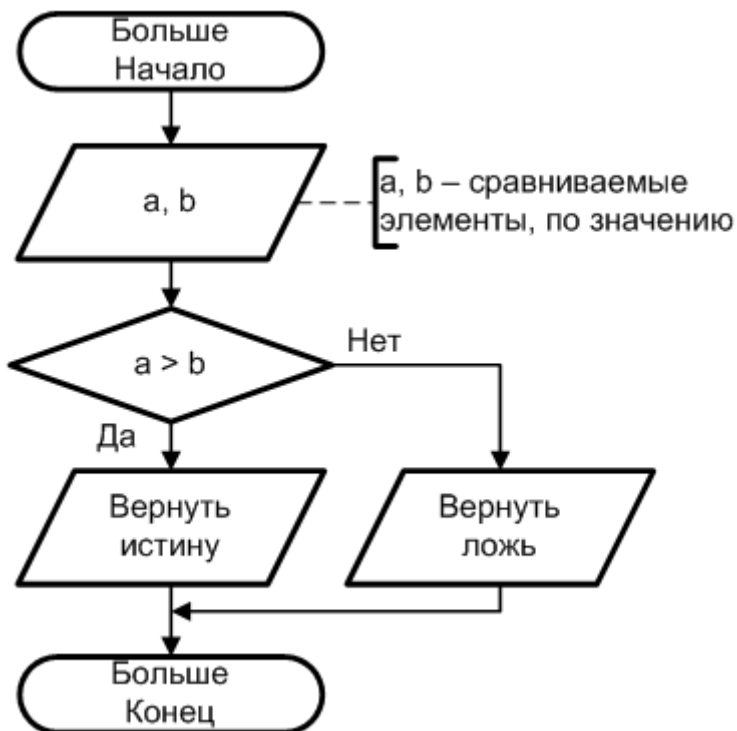 Больше
Начало
a, b
a, b – сравниваемые
элементы, по значению
a > b
Нет
Да
Вернуть
истину
Вернуть
ложь
Больше
Конец